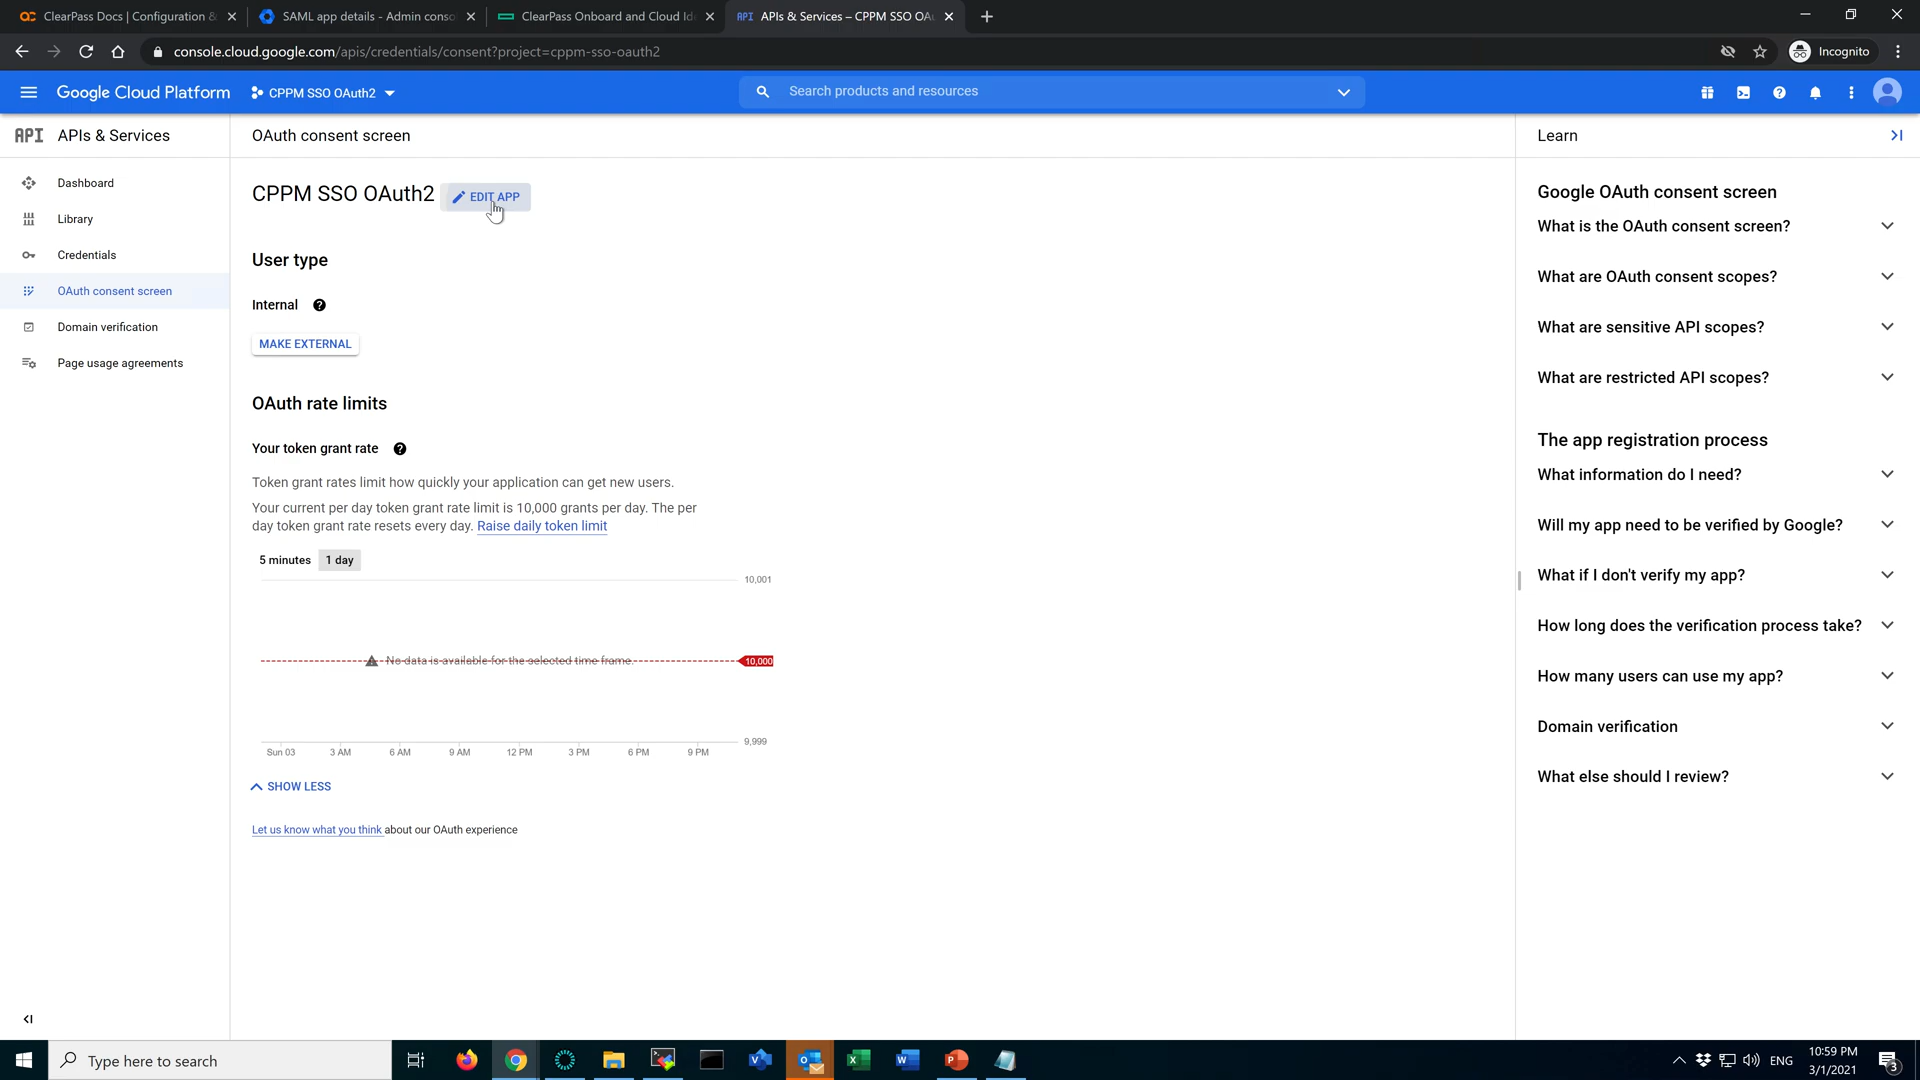 ClearPass Docs | Configuration &
SAML app details - Admin conso
ClearPass Onboard and Cloud Id
API APIs & Services – CPPM SSO OAu
console.cloud.google.com/apis/credentials/consent?project=cppm-sso-oauth2
Incognito
Google Cloud Platform
CPPM SSO OAuth2
Search products and resources
API APIs & Services
OAuth consent screen
Learn
Dashboard
Library
Credentials
OAuth consent screen
Domain verification
Page usage agreements
CPPM SSO OAuth2
EDIT APP
User type
Internal
MAKE EXTERNAL
OAuth rate limits
Your token grant rate
Token grant rates limit how quickly your application can get new users.
Your current per day token grant rate limit is 10,000 grants per day. The per
day token grant rate resets every day. Raise daily token limit
5 minutes 1 day
10,001
No data is available for the selected time frame.
10,000
9,999
Sun 03 3 AM 6 AM 9 AM 12 PM 3 PM 6 PM 9 PM
SHOW LESS
Let us know what you think about our OAuth experience
Google OAuth consent screen
What is the OAuth consent screen?
What are OAuth consent scopes?
What are sensitive API scopes?
What are restricted API scopes?
The app registration process
What information do I need?
Will my app need to be verified by Google?
What if I don't verify my app?
How long does the verification process take?
How many users can use my app?
Domain verification
What else should I review?
Type here to search
ENG
10:59 PM
3/1/2021
3